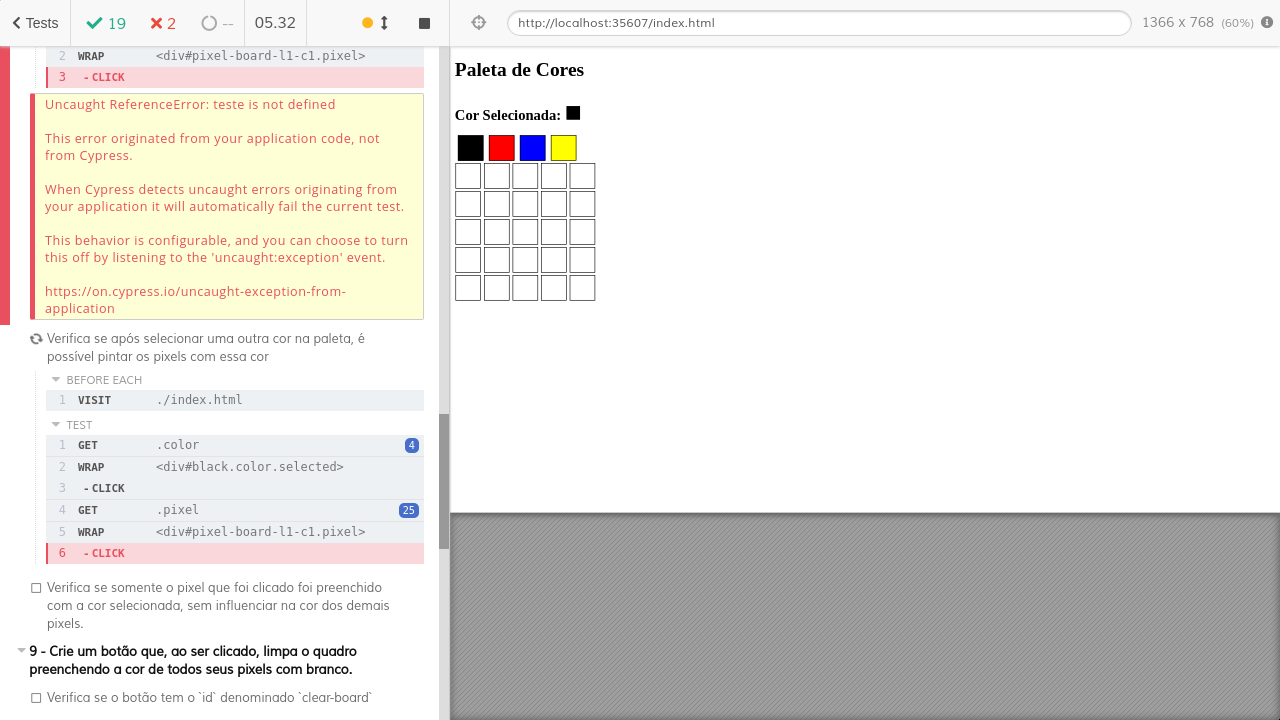 Tests
19
2
--
05.32
http://localhost:35607/index.html
1366 x 768 (60%)
2 WRAP <div#pixel-board-l1-c1.pixel>
3 - CLICK
Uncaught ReferenceError: teste is not defined
This error originated from your application code, not
from Cypress.
When Cypress detects uncaught errors originating from
your application it will automatically fail the current test.
This behavior is configurable, and you can choose to turn
this off by listening to the 'uncaught:exception' event.
https://on.cypress.io/uncaught-exception-from-
application
Verifica se após selecionar uma outra cor na paleta, é
possível pintar os pixels com essa cor
BEFORE EACH
1 VISIT ./index.html
TEST
1 GET .color 4
2 WRAP <div#black.color.selected>
3 - CLICK
4 GET .pixel 25
5 WRAP <div#pixel-board-l1-c1.pixel>
6 - CLICK
Verifica se somente o pixel que foi clicado foi preenchido
com a cor selecionada, sem influenciar na cor dos demais
pixels.
9 - Crie um botão que, ao ser clicado, limpa o quadro
preenchendo a cor de todos seus pixels com branco.
Verifica se o botão tem o `id` denominado `clear-board`
Paleta de Cores
Cor Selecionada: